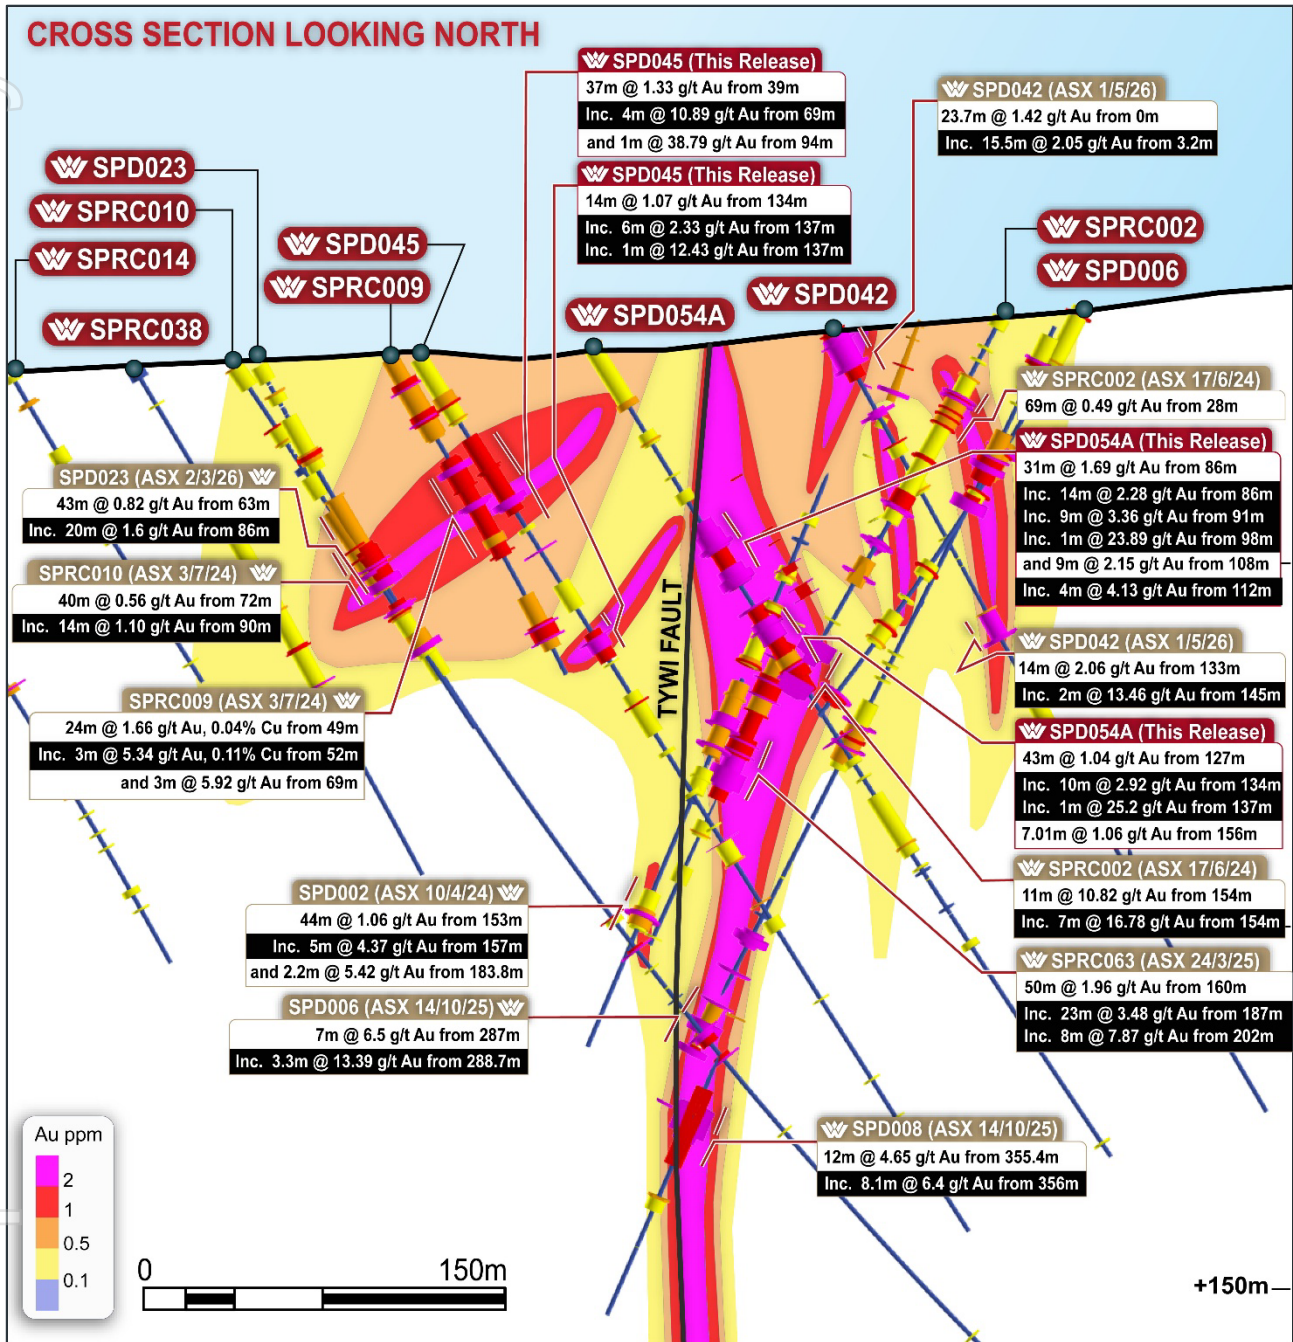 CROSS SECTION LOOKING NORTH
SPD045 (This Release)
37m @ 1.33 g/t Au from 39m
Inc. 4m @ 10.89 g/t Au from 69m
and 1m @ 38.79 g/t Au from 94m
SPD042 (ASX 1/5/26)
23.7m @ 1.42 g/t Au from 0m
Inc. 15.5m @ 2.05 g/t Au from 3.2m
SPD045 (This Release)
14m @ 1.07 g/t Au from 134m
Inc. 6m @ 2.33 g/t Au from 137m
Inc. 1m @ 12.43 g/t Au from 137m
SPD023
SPRC010
SPRC014
SPRC038
SPD045
SPRC009
SPD054A
SPD042
SPRC002
SPD006
SPRC002 (ASX 17/6/24)
69m @ 0.49 g/t Au from 28m
SPD054A (This Release)
31m @ 1.69 g/t Au from 86m
Inc. 14m @ 2.28 g/t Au from 86m
Inc. 9m @ 3.36 g/t Au from 91m
Inc. 1m @ 23.89 g/t Au from 98m
and 9m @ 2.15 g/t Au from 108m
Inc. 4m @ 4.13 g/t Au from 112m
SPD023 (ASX 2/3/26)
43m @ 0.82 g/t Au from 63m
Inc. 20m @ 1.6 g/t Au from 86m
SPRC010 (ASX 3/7/24)
40m @ 0.56 g/t Au from 72m
Inc. 14m @ 1.10 g/t Au from 90m
TYWI FAULT
SPD042 (ASX 1/5/26)
14m @ 2.06 g/t Au from 133m
Inc. 2m @ 13.46 g/t Au from 145m
SPRC009 (ASX 3/7/24)
24m @ 1.66 g/t Au, 0.04% Cu from 49m
Inc. 3m @ 5.34 g/t Au, 0.11% Cu from 52m
and 3m @ 5.92 g/t Au from 69m
SPD054A (This Release)
43m @ 1.04 g/t Au from 127m
Inc. 10m @ 2.92 g/t Au from 134m
Inc. 1m @ 25.2 g/t Au from 137m
7.01m @ 1.06 g/t Au from 156m
SPRC002 (ASX 17/6/24)
11m @ 10.82 g/t Au from 154m
Inc. 7m @ 16.78 g/t Au from 154m
SPD002 (ASX 10/4/24)
44m @ 1.06 g/t Au from 153m
Inc. 5m @ 4.37 g/t Au from 157m
and 2.2m @ 5.42 g/t Au from 183.8m
SPRC063 (ASX 24/3/25)
50m @ 1.96 g/t Au from 160m
Inc. 23m @ 3.48 g/t Au from 187m
Inc. 8m @ 7.87 g/t Au from 202m
SPD006 (ASX 14/10/25)
7m @ 6.5 g/t Au from 287m
Inc. 3.3m @ 13.39 g/t Au from 288.7m
SPD008 (ASX 14/10/25)
12m @ 4.65 g/t Au from 355.4m
Inc. 8.1m @ 6.4 g/t Au from 356m
Au ppm
2
1
0.5
0.1
0 150m
+150m